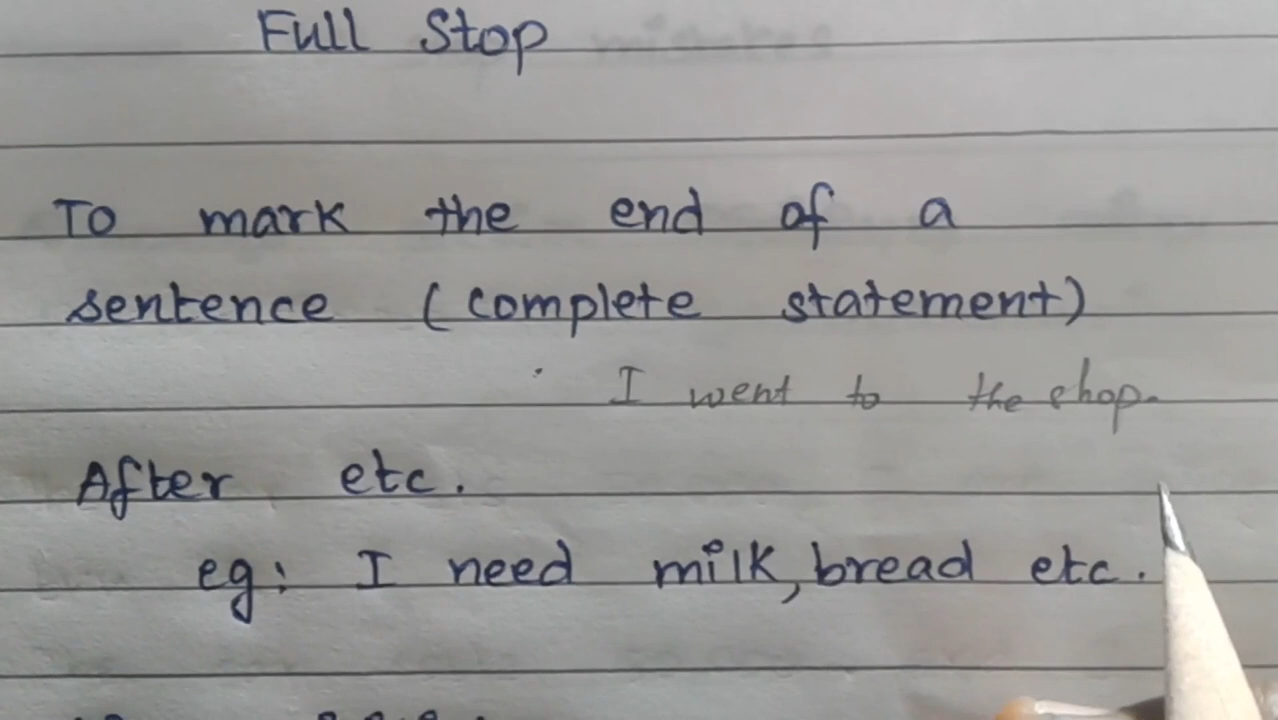 Full Stop
To mark the end of a
sentence (complete statement)
I went to the shop.
After etc.
eg: I need milk, bread etc.